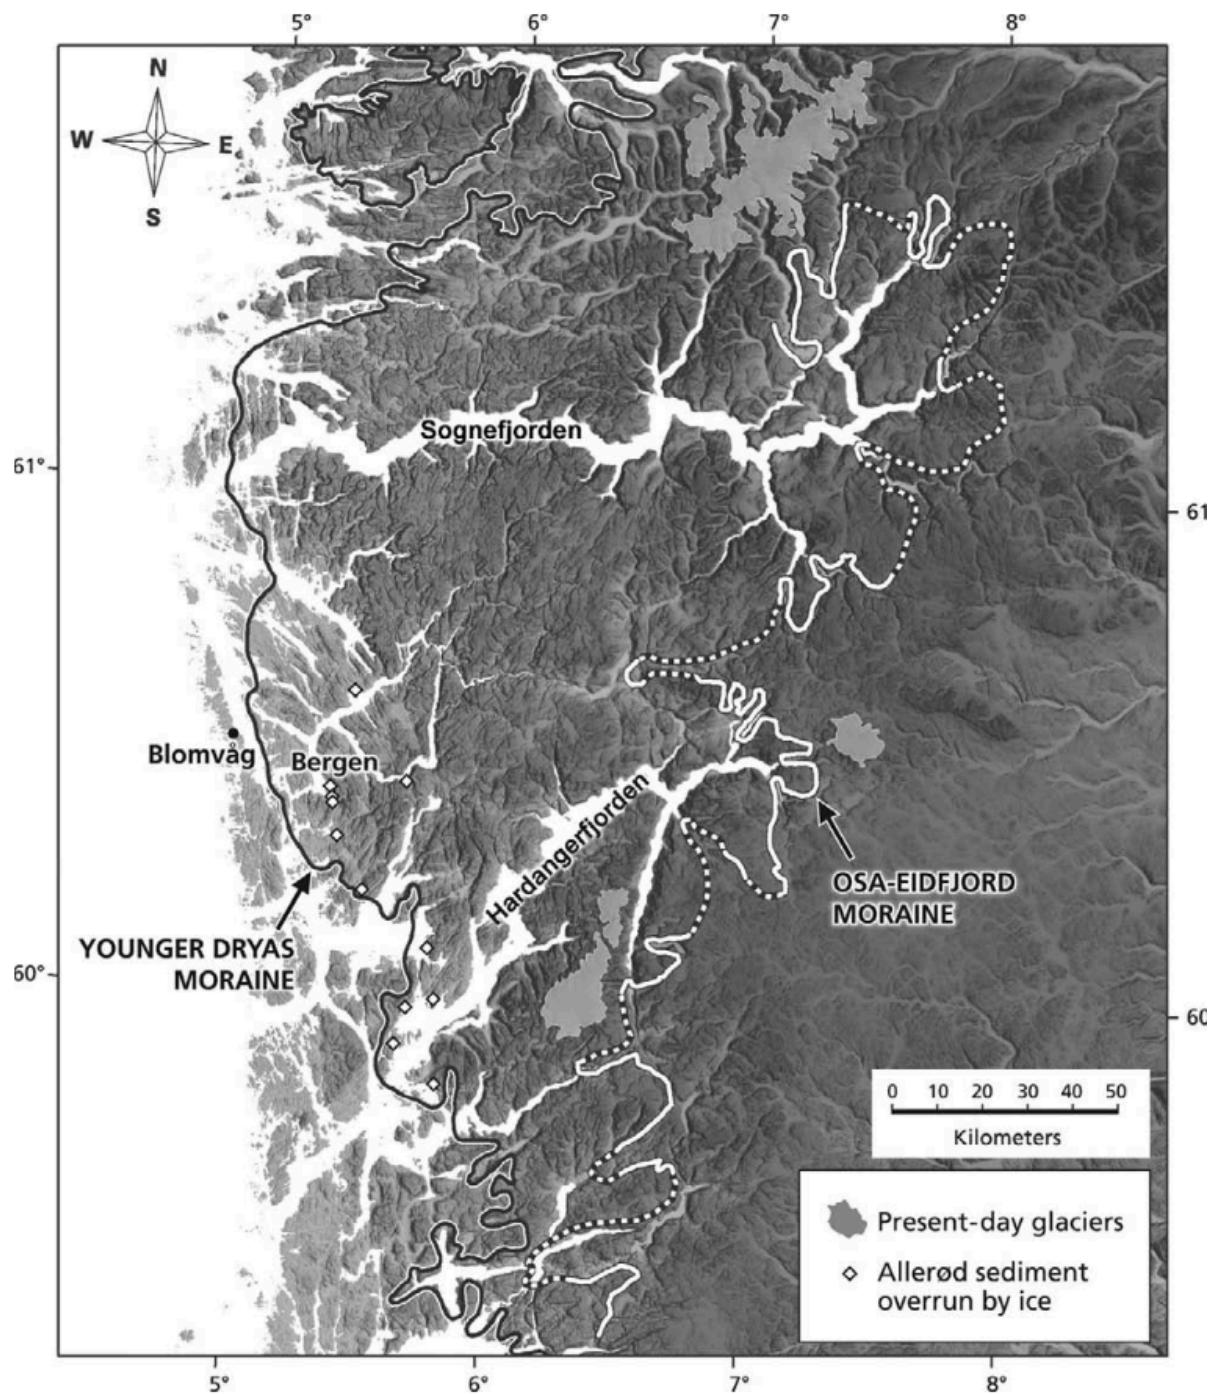 5°
6°
7°
8°
N
W
E
S
Sognefjorden
61°
61
Blomvåg
Bergen
Hardangerfjorden
OSA-EIDFJORD
MORAINE
YOUNGER DRYAS
MORAINE
60°
60
0 10 20 30 40 50
Kilometers
Present-day glaciers
Allerød sediment
overrun by ice
5°
6°
7°
8°